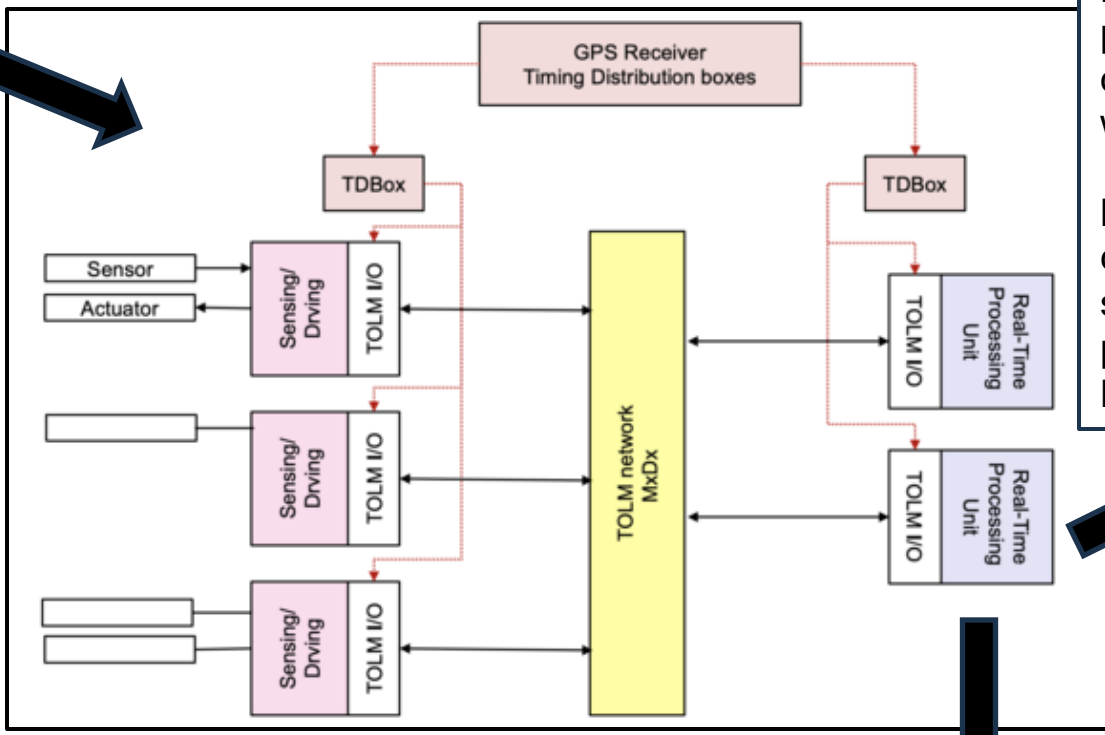 GPS Receiver
Timing Distribution boxes
TDBox
TDBox
Sensor
Actuator
Sensing/
Drving
TOLM I/O
Sensing/
Drving
TOLM I/O
Sensing/
Drving
TOLM I/O
TOLM network
MxDx
TOLM I/O
Real-Time
Processing
Unit
TOLM I/O
Real-Time
Processing
Unit